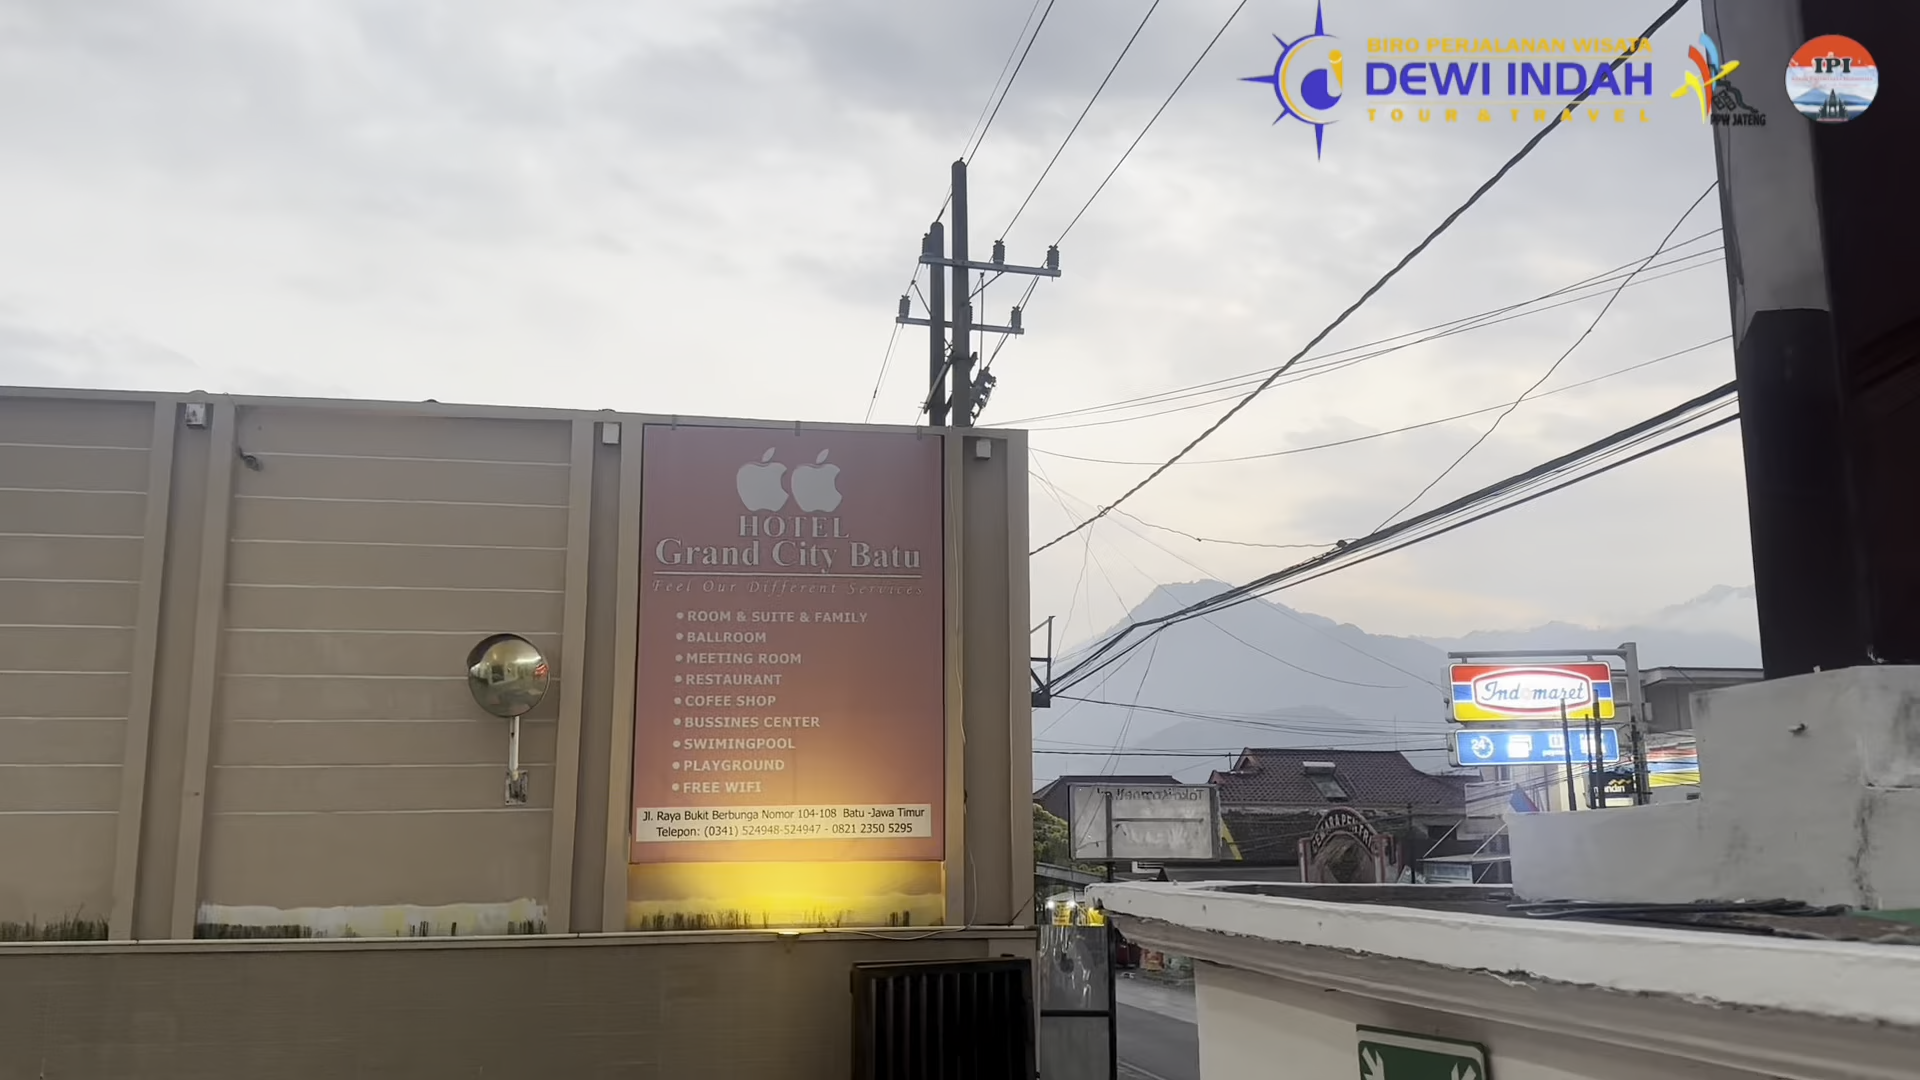 BIRO PERJALANAN WISATA
DEWI INDAH
TOUR & TRAVEL
PPW JATENG
IPI
HOTEL
Grand City Batu
Feel Our Different Services
ROOM & SUITE & FAMILY
BALLROOM
MEETING ROOM
RESTAURANT
COFEE SHOP
BUSSINES CENTER
SWIMINGPOOL
PLAYGROUND
FREE WIFI
Jl. Raya Bukit Berbunga Nomor 104-108 Batu -Jawa Timur
Telepon: (0341) 524948-524947 - 0821 2350 5295
Indomaret
24